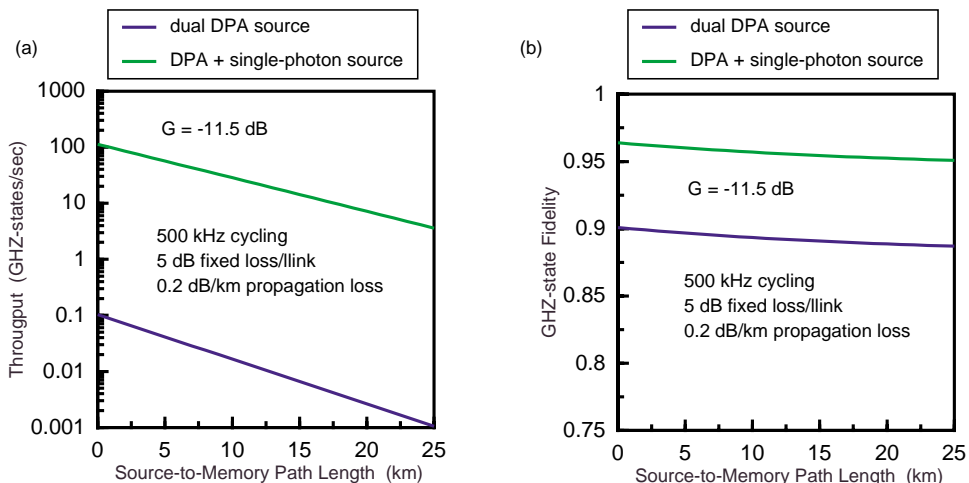 (a)
dual DPA source
DPA + single-photon source
1000
100
10
1
0.1
0.01
0.001
Througput (GHZ-states/sec)
G = -11.5 dB
500 kHz cycling
5 dB fixed loss/llink
0.2 dB/km propagation loss
0
5
10
15
20
25
Source-to-Memory Path Length (km)
(b)
dual DPA source
DPA + single-photon source
1
0.95
0.9
0.85
0.8
0.75
GHZ-state Fidelity
G = -11.5 dB
500 kHz cycling
5 dB fixed loss/llink
0.2 dB/km propagation loss
0
5
10
15
20
25
Source-to-Memory Path Length (km)